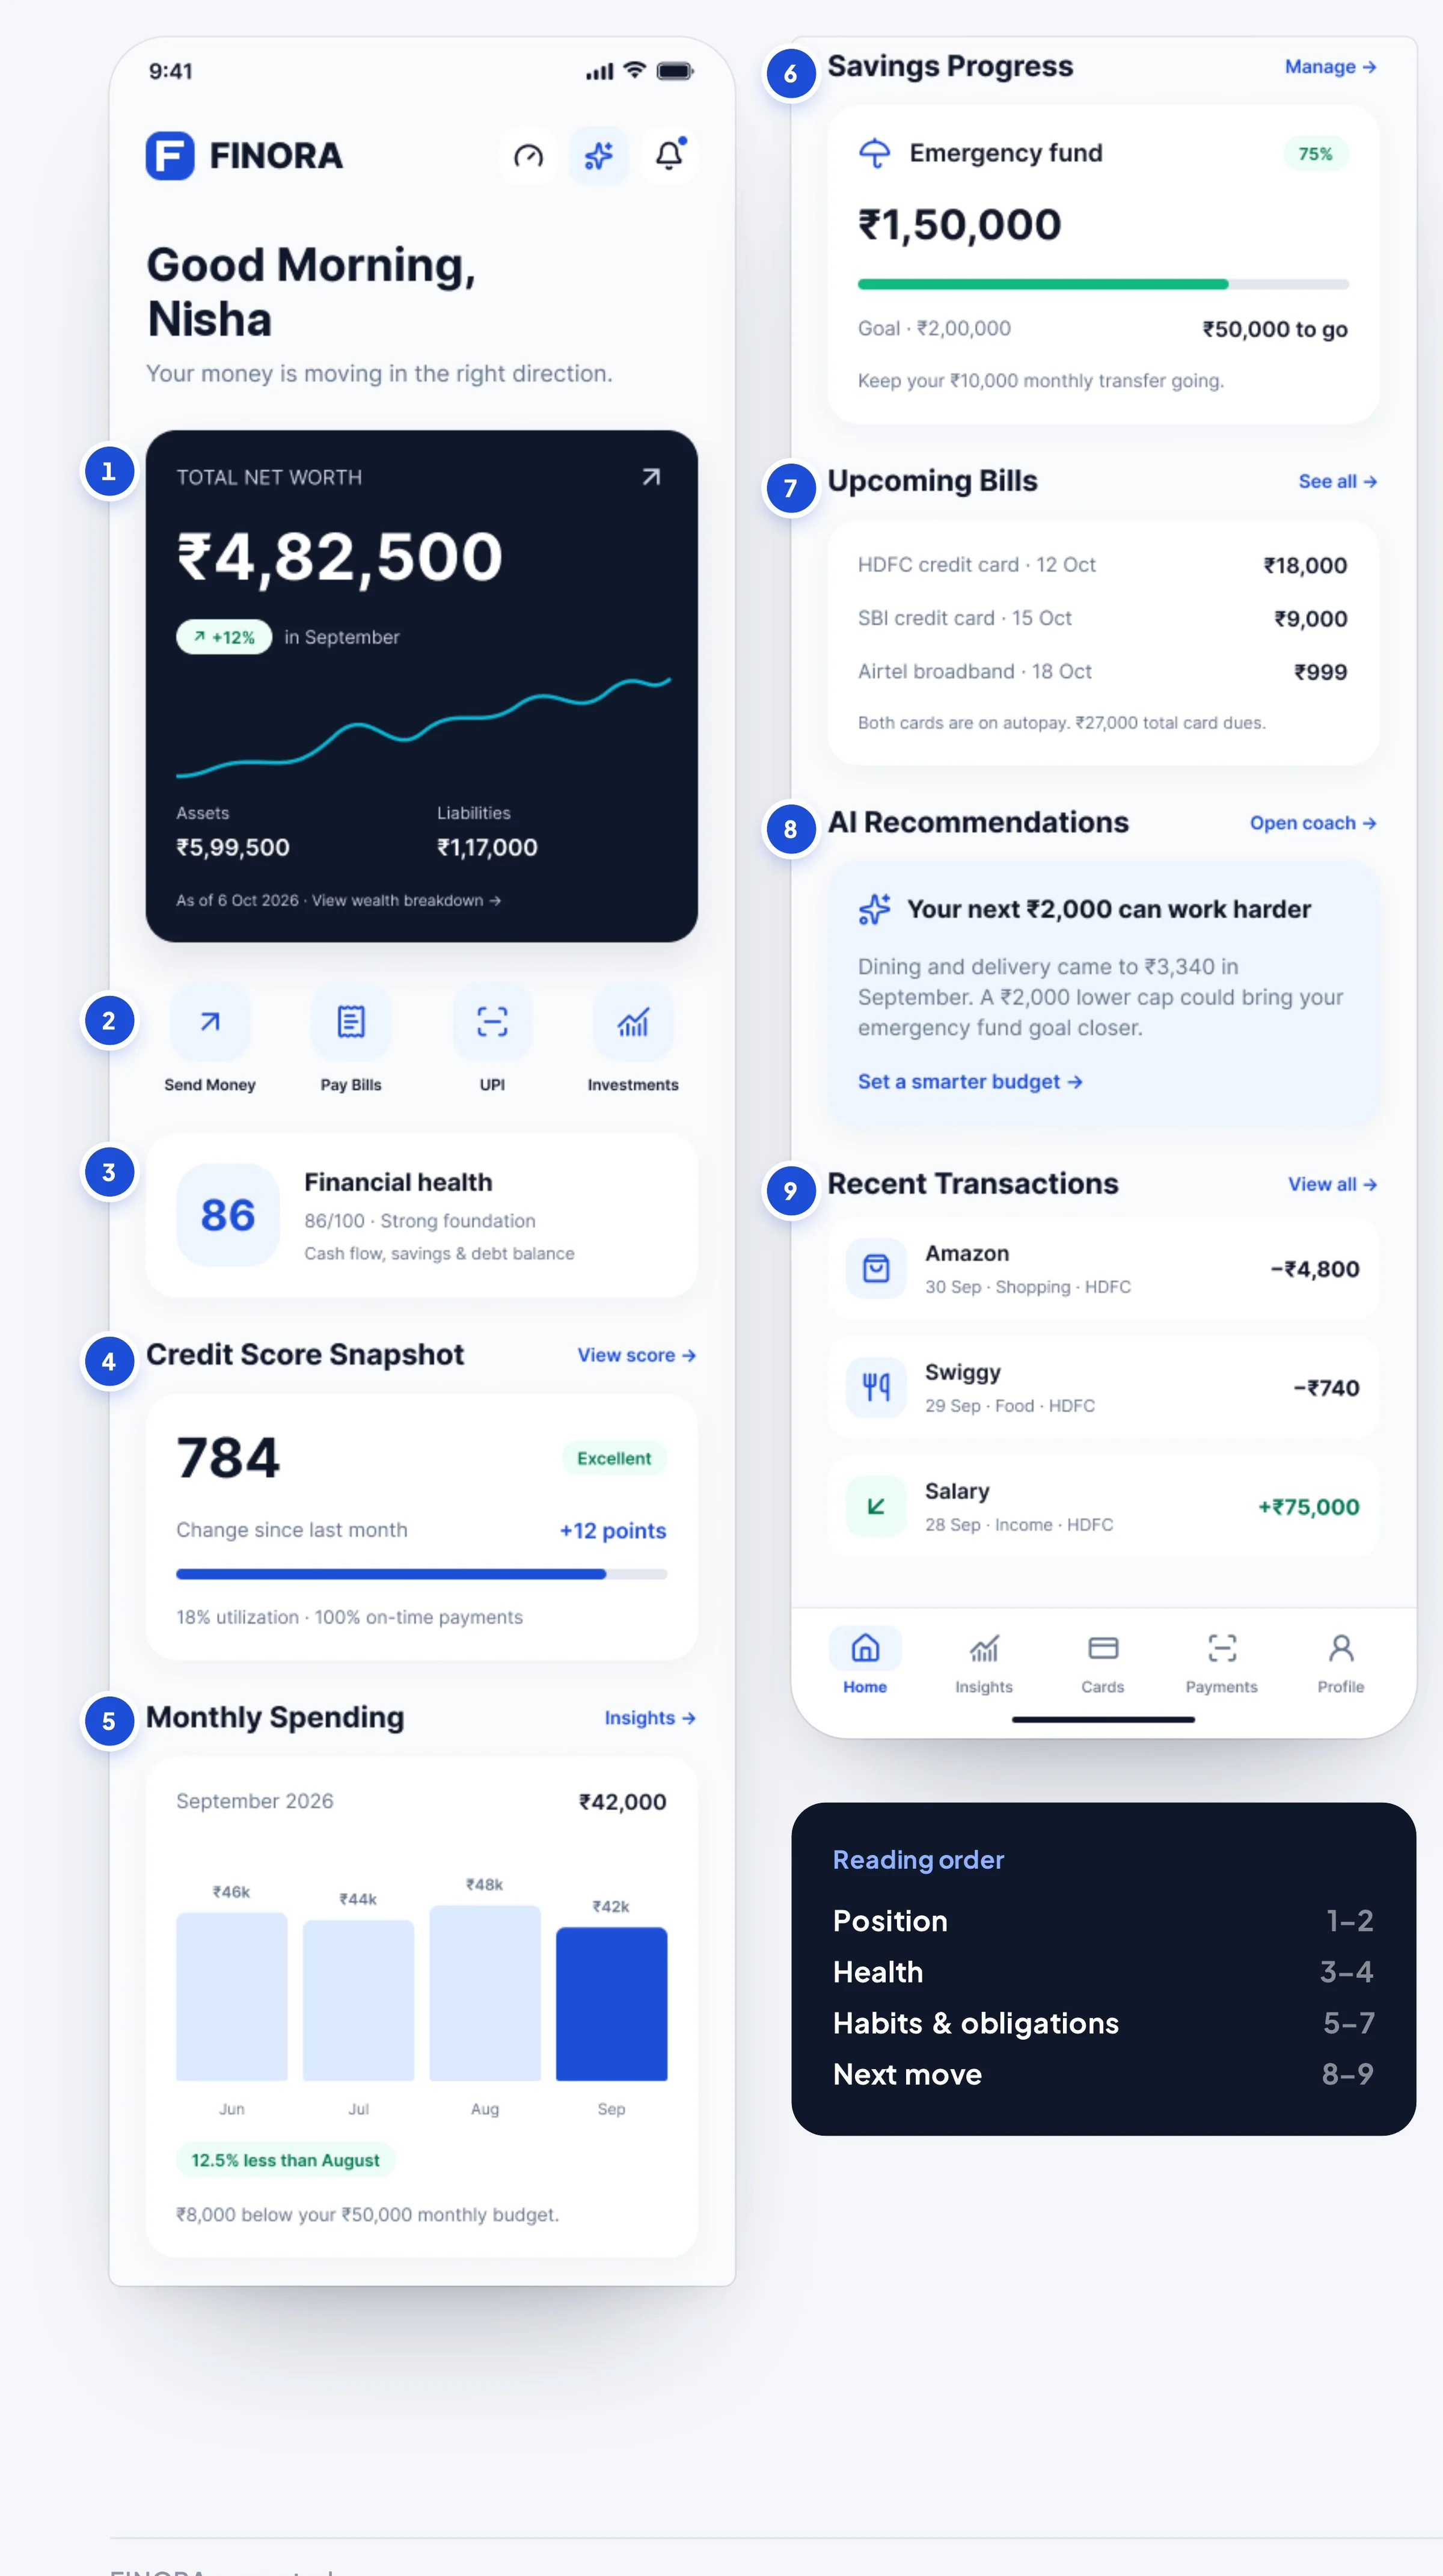 9:41
FINORA
Good Morning,
Nisha
Your money is moving in the right direction.
1
TOTAL NET WORTH
₹4,82,500
+12% in September
Assets Liabilities
₹5,99,500 ₹1,17,000
As of 6 Oct 2026 · View wealth breakdown →
2
Send Money Pay Bills UPI Investments
3
86
Financial health
86/100 · Strong foundation
Cash flow, savings & debt balance
4
Credit Score Snapshot View score →
784 Excellent
Change since last month +12 points
18% utilization · 100% on-time payments
5
Monthly Spending Insights →
September 2026 ₹42,000
₹46k ₹44k ₹48k ₹42k
Jun Jul Aug Sep
12.5% less than August
₹8,000 below your ₹50,000 monthly budget.
6
Savings Progress Manage →
Emergency fund 75%
₹1,50,000
Goal · ₹2,00,000 ₹50,000 to go
Keep your ₹10,000 monthly transfer going.
7
Upcoming Bills See all →
HDFC credit card · 12 Oct ₹18,000
SBI credit card · 15 Oct ₹9,000
Airtel broadband · 18 Oct ₹999
Both cards are on autopay. ₹27,000 total card dues.
8
AI Recommendations Open coach →
Your next ₹2,000 can work harder
Dining and delivery came to ₹3,340 in
September. A ₹2,000 lower cap could bring your
emergency fund goal closer.
Set a smarter budget →
9
Recent Transactions View all →
Amazon
30 Sep · Shopping · HDFC
−₹4,800
Swiggy
29 Sep · Food · HDFC
−₹740
Salary
28 Sep · Income · HDFC
+₹75,000
Home Insights Cards Payments Profile
Reading order
Position 1–2
Health 3–4
Habits & obligations 5–7
Next move 8–9